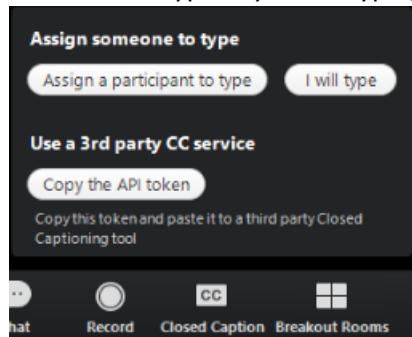 Assign someone to type
Assign a participant to type
I will type
Use a 3rd party CC service
Copy the API token
Copy this token and paste it to a third party Closed
Captioning tool
CC
hat
Record
Closed Caption
Breakout Rooms